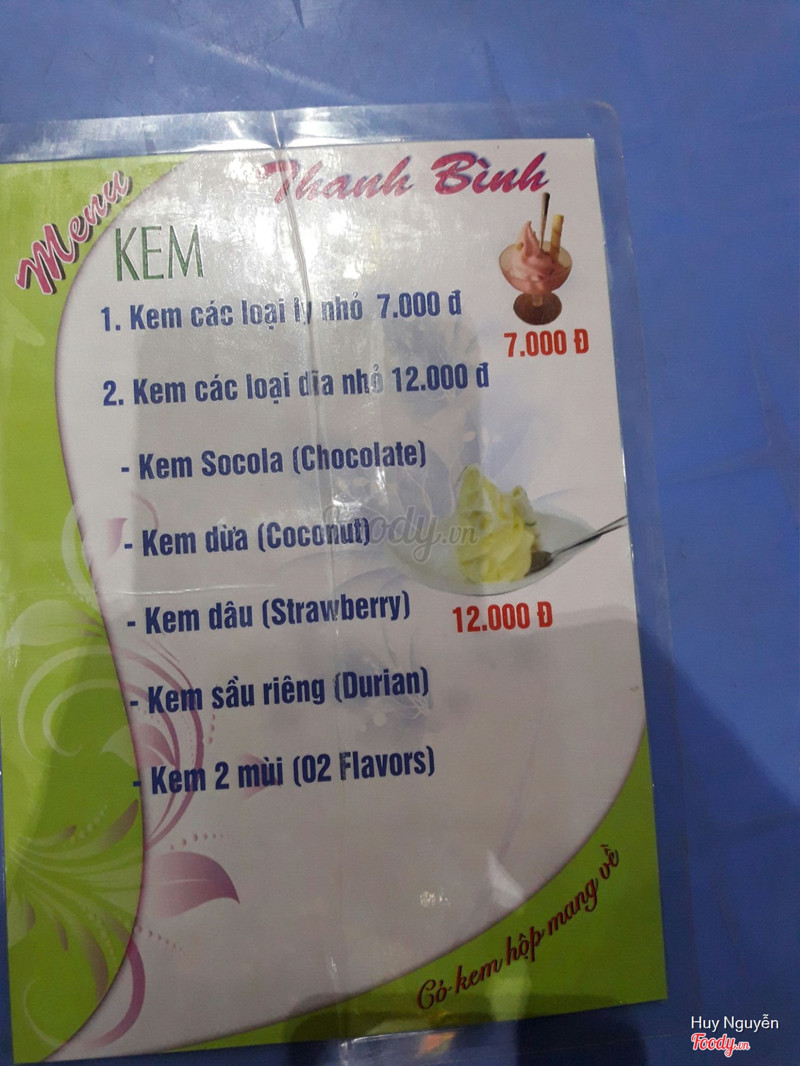 Menu
Thanh Bình
KEM
1. Kem các loại ly nhỏ 7.000 đ
7.000 Đ
2. Kem các loại dĩa nhỏ 12.000 đ
- Kem Socola (Chocolate)
- Kem dừa (Coconut)
Foody.vn
- Kem dâu (Strawberry)
12.000 Đ
- Kem sầu riêng (Durian)
- Kem 2 mùi (02 Flavors)
Có kem hộp mang về
Huy Nguyễn
Foody.vn